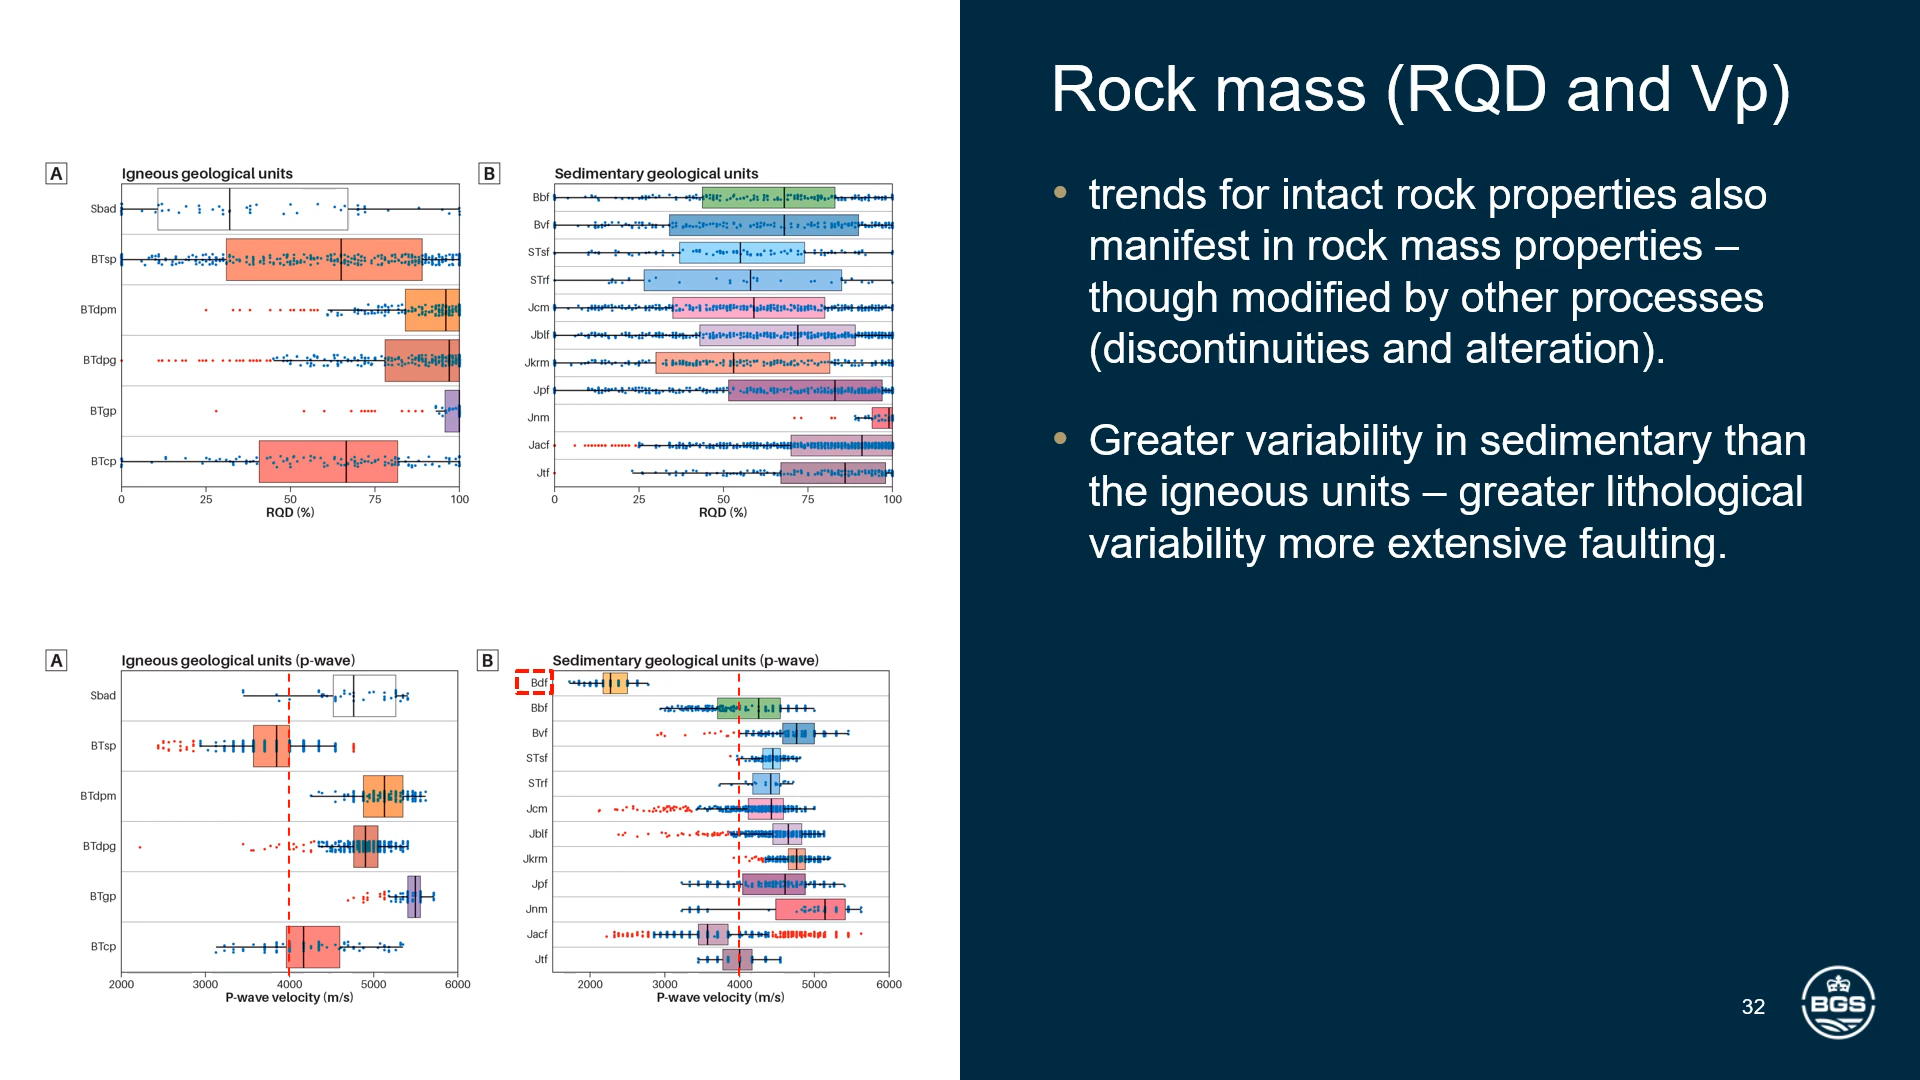 Rock mass (RQD and Vp)
• trends for intact rock properties also
manifest in rock mass properties –
though modified by other processes
(discontinuities and alteration).
• Greater variability in sedimentary than
the igneous units – greater lithological
variability more extensive faulting.
A
Igneous geological units
Sbad
BTsp
BTdpm
BTdpg
BTgp
BTcp
0 25 50 75 100
RQD (%)
B
Sedimentary geological units
Bbf
Bvf
STsf
STrf
Jcm
Jblf
Jkrm
Jpf
Jnm
Jacf
Jtf
0 25 50 75 100
RQD (%)
A
Igneous geological units (p-wave)
Sbad
BTsp
BTdpm
BTdpg
BTgp
BTcp
2000 3000 4000 5000 6000
P-wave velocity (m/s)
B
Sedimentary geological units (p-wave)
Bdf
Bbf
Bvf
STsf
STrf
Jcm
Jblf
Jkrm
Jpf
Jnm
Jacf
Jtf
2000 3000 4000 5000 6000
P-wave velocity (m/s)
32
BGS